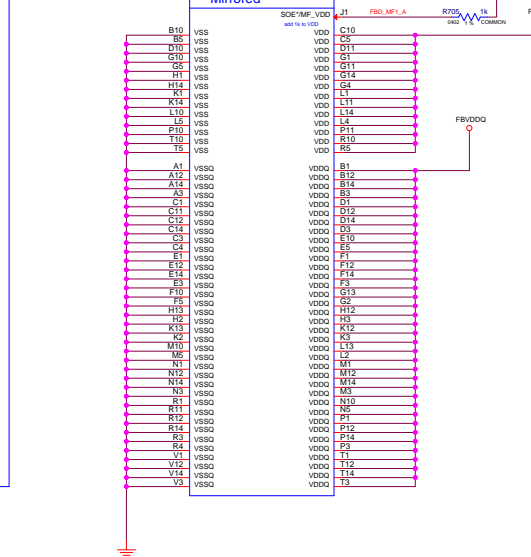 Mirrored
SOE*/MF_VDD J1 FBD_MF1_A R705 1k
add 1k to VDD 0402 1% COMMON
B10 VSS VDD C10
B5 VSS VDD C5
D10 VSS VDD D11
G10 VSS VDD G1
G5 VSS VDD G11
H1 VSS VDD G14
H14 VSS VDD G4
K1 VSS VDD L1
K14 VSS VDD L11
L10 VSS VDD L14
L5 VSS VDD L4
P10 VSS VDD P11
T10 VSS VDD R10
T5 VSS VDD R5
FBVDDQ
A1 VSSQ VDDQ B1
A12 VSSQ VDDQ B12
A14 VSSQ VDDQ B14
A3 VSSQ VDDQ B3
C1 VSSQ VDDQ D1
C11 VSSQ VDDQ D12
C12 VSSQ VDDQ D14
C14 VSSQ VDDQ D3
C3 VSSQ VDDQ E10
C4 VSSQ VDDQ E5
E1 VSSQ VDDQ F1
E12 VSSQ VDDQ F12
E14 VSSQ VDDQ F14
E3 VSSQ VDDQ F3
F10 VSSQ VDDQ G13
F5 VSSQ VDDQ G2
H13 VSSQ VDDQ H12
H2 VSSQ VDDQ H3
K13 VSSQ VDDQ K12
K2 VSSQ VDDQ K3
M10 VSSQ VDDQ L13
M5 VSSQ VDDQ L2
N1 VSSQ VDDQ M1
N12 VSSQ VDDQ M12
N14 VSSQ VDDQ M14
N3 VSSQ VDDQ M3
R1 VSSQ VDDQ N10
R11 VSSQ VDDQ N5
R12 VSSQ VDDQ P1
R14 VSSQ VDDQ P12
R3 VSSQ VDDQ P14
R4 VSSQ VDDQ P3
V1 VSSQ VDDQ T1
V12 VSSQ VDDQ T12
V14 VSSQ VDDQ T14
V3 VSSQ VDDQ T3